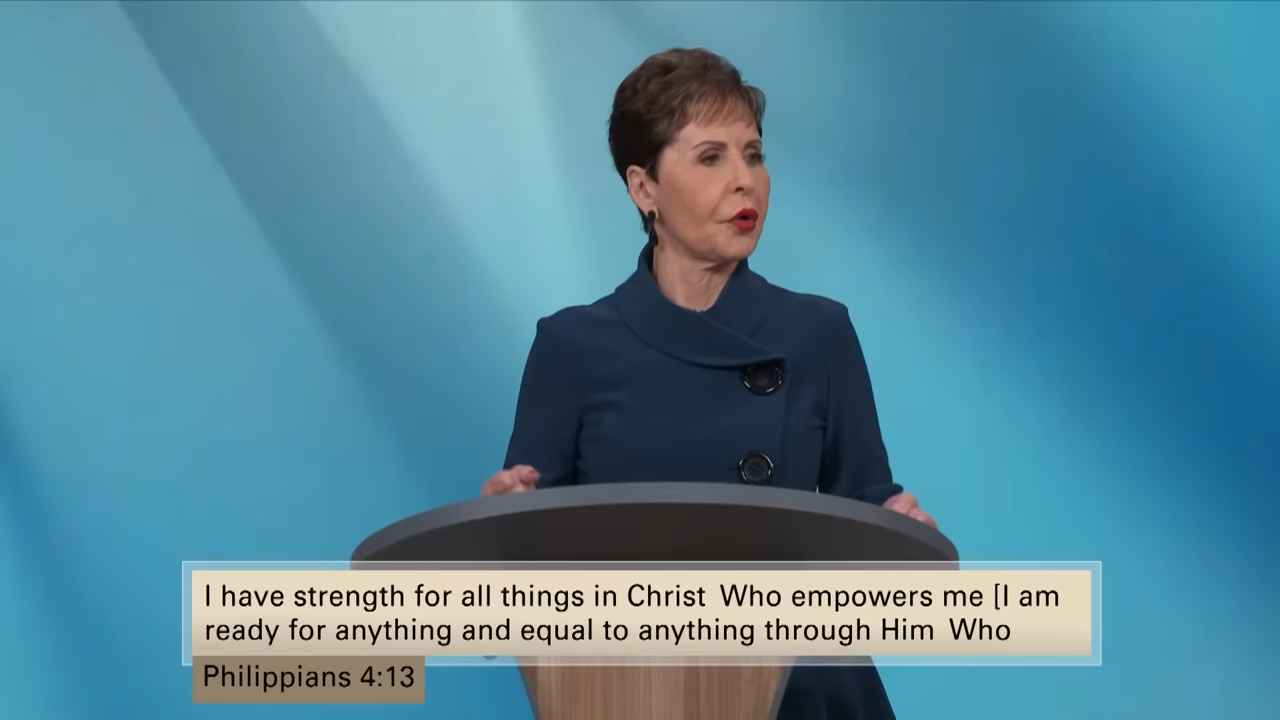 I have strength for all things in Christ Who empowers me [I am
ready for anything and equal to anything through Him Who
Philippians 4:13